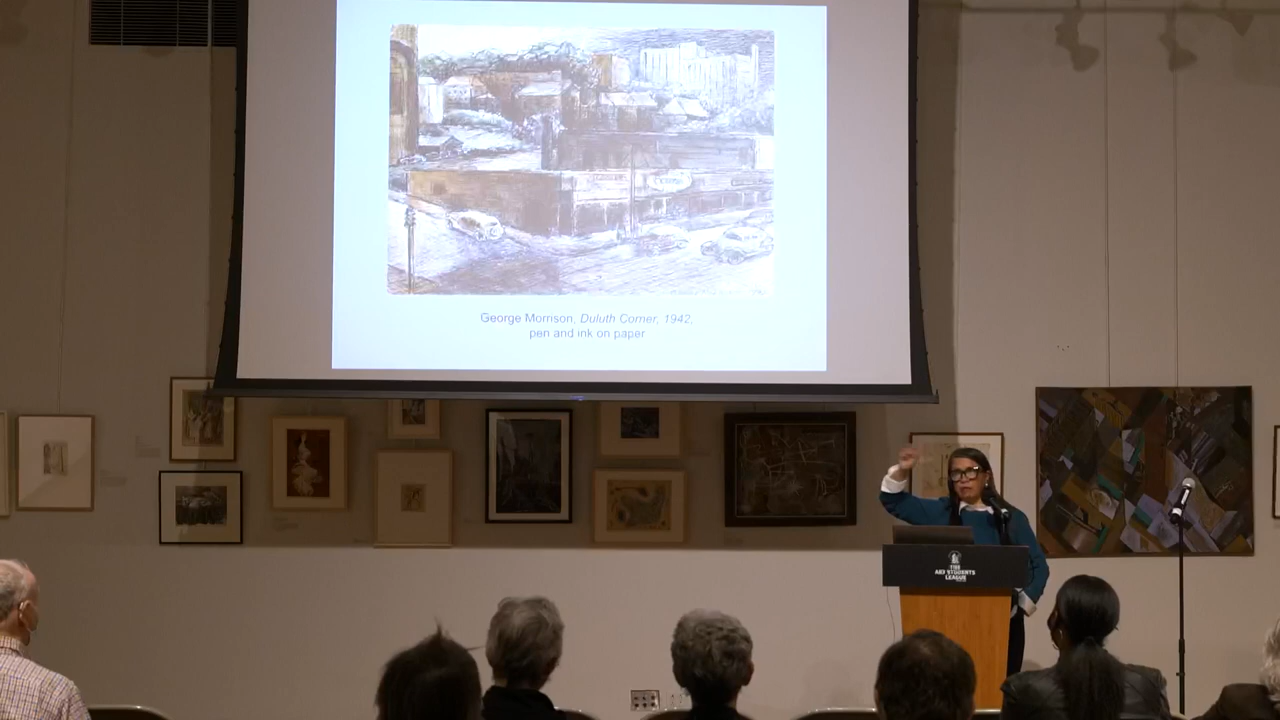 George Morrison, Duluth Corner, 1942,
pen and ink on paper
THE
ART STUDENTS
LEAGUE